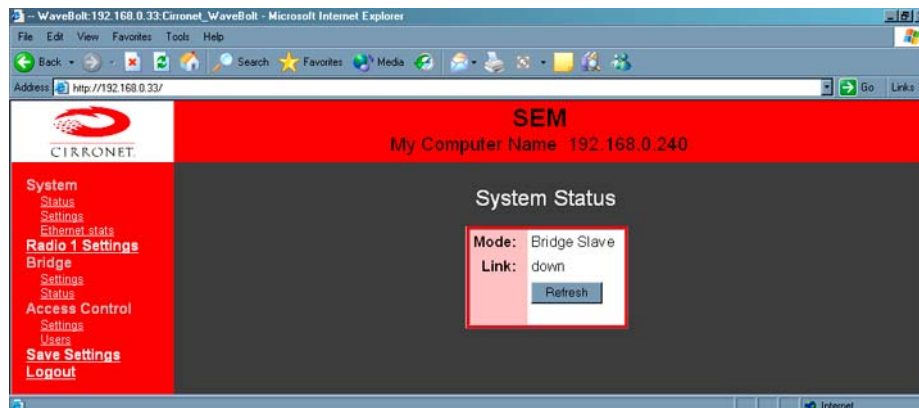 -- WaveBolt:192.168.0.33:Cirronet_WaveBolt - Microsoft Internet Explorer
File Edit View Favorites Tools Help
Back Search Favorites Media
Address http://192.168.0.33/ Go Links
CIRRONET.
SEM
My Computer Name 192.168.0.240
System
Status
Settings
Ethernet stats
Radio 1 Settings
Bridge
Settings
Status
Access Control
Settings
Users
Save Settings
Logout
System Status
Mode: Bridge Slave
Link: down
Refresh
Internet